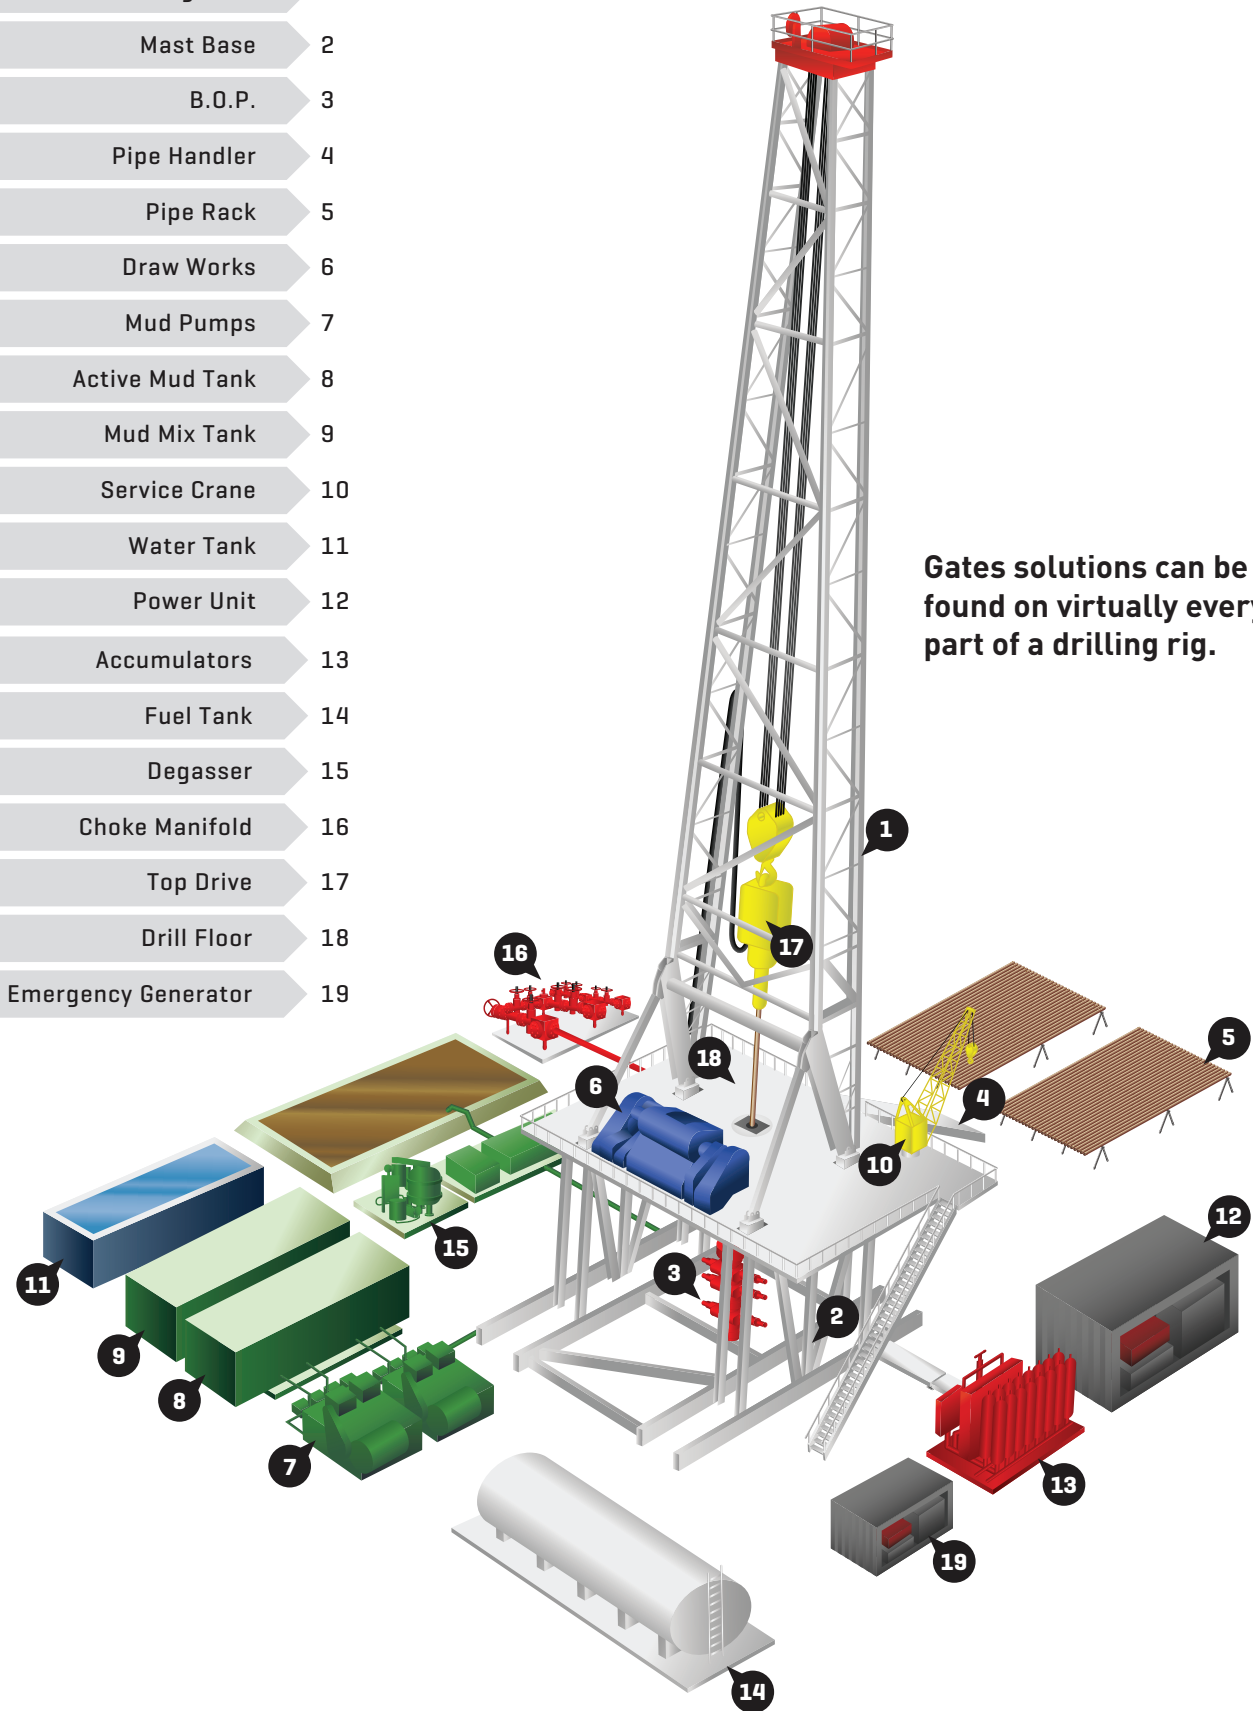 Mast Base 2
B.O.P. 3
Pipe Handler 4
Pipe Rack 5
Draw Works 6
Mud Pumps 7
Active Mud Tank 8
Mud Mix Tank 9
Service Crane 10
Water Tank 11
Power Unit 12
Accumulators 13
Fuel Tank 14
Degasser 15
Choke Manifold 16
Top Drive 17
Drill Floor 18
Emergency Generator 19
Gates solutions can be
found on virtually every
part of a drilling rig.
1
17
16
5
18
6
4
10
12
15
11
3
2
9
8
7
13
19
14